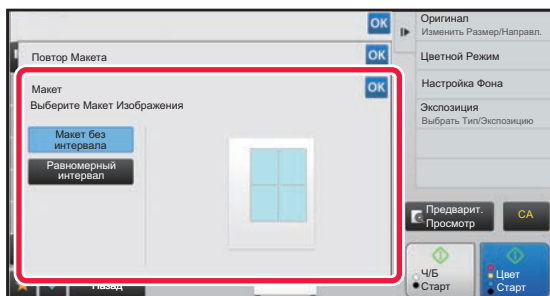 OK
Повтор Макета
OK
Макет
OK
Выберите Макет Изображения
Макет без
интервала
Равномерный
интервал
Назад
Оригинал
Изменить Размер/Направл.
Цветной Режим
Настройка Фона
Экспозиция
Выбрать Тип/Экспозицию
Предварит.
Просмотр
CA
Ч/Б
Старт
Цвет
Старт